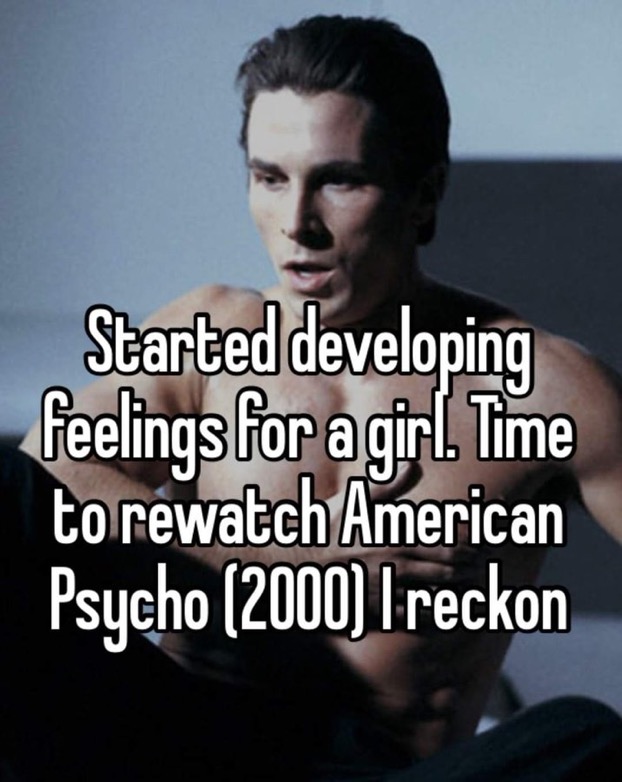 Started developing
feelings for a girl. Time
to rewatch American
Psycho (2000) I reckon